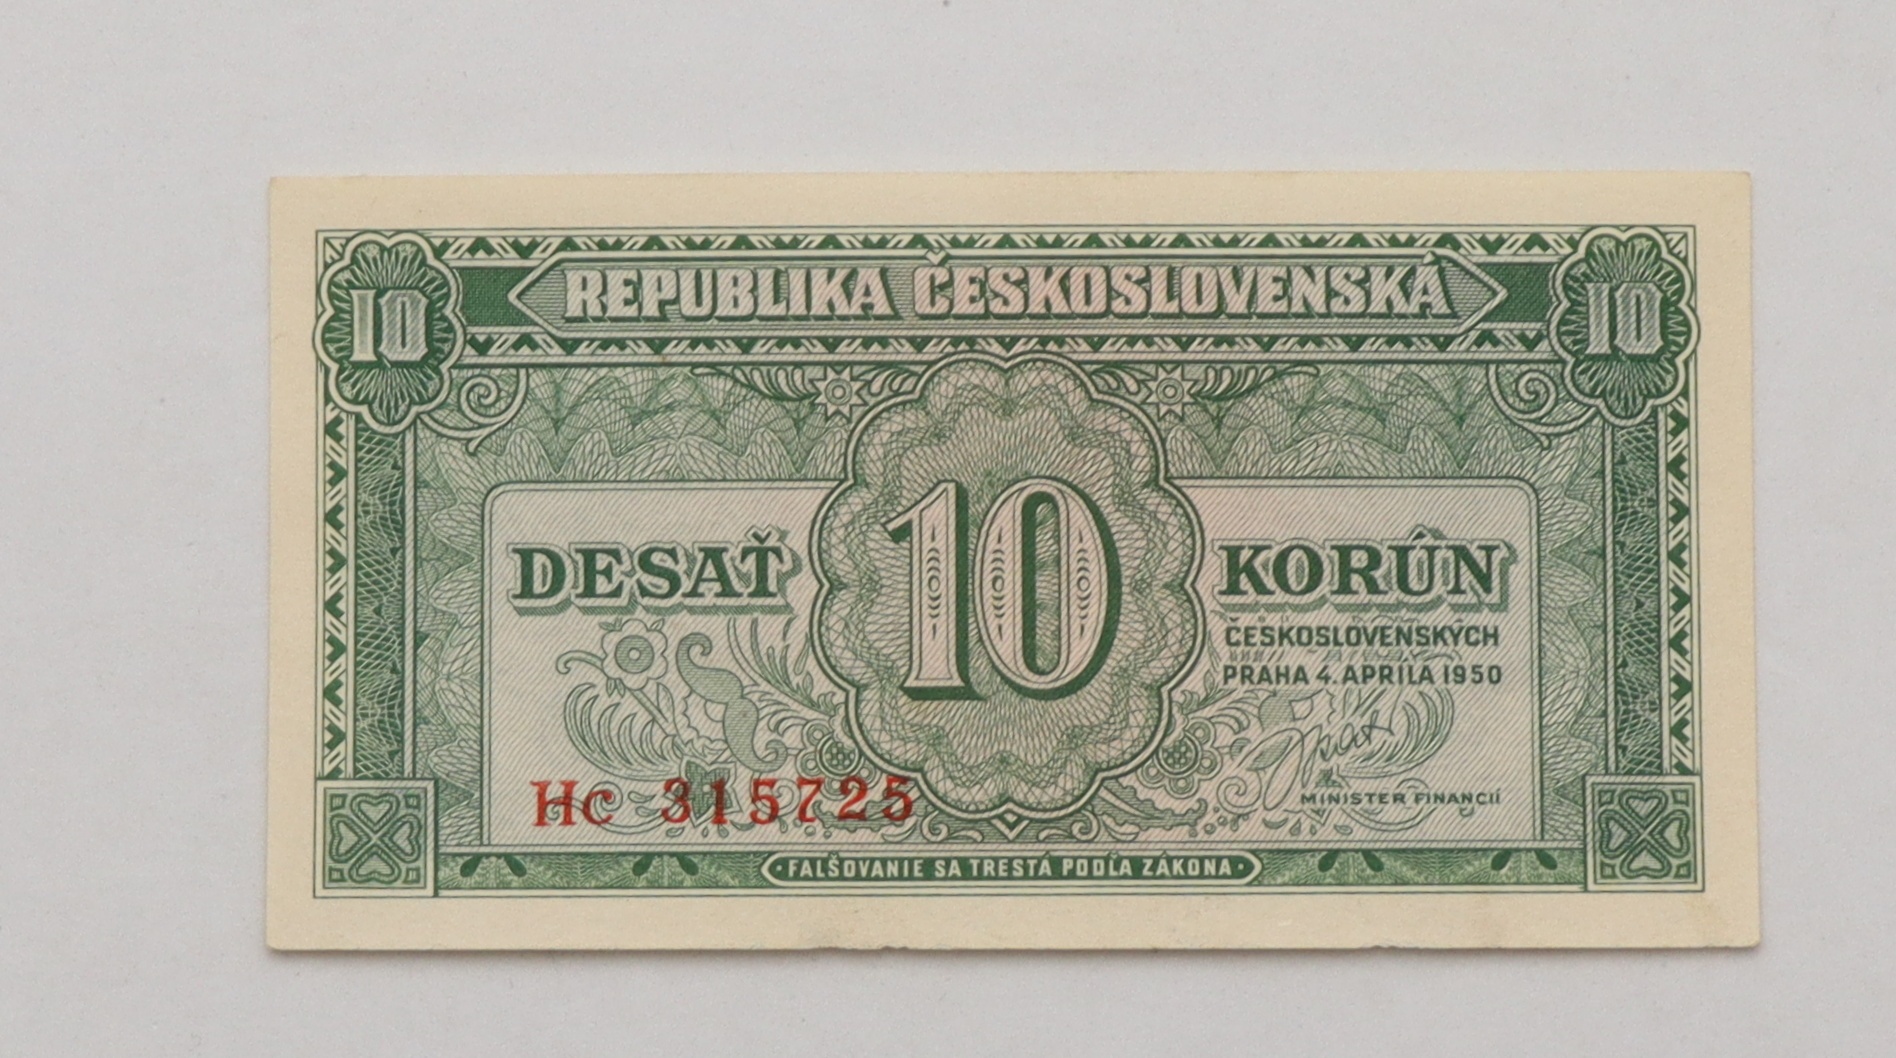 10 REPUBLIKA ČESKOSLOVENSKÁ 10
DESAŤ 10 KORÚN
ČESKOSLOVENSKYCH
PRAHA 4. APRÍLA 1950
Hc 315725
MINISTER FINANCIÍ
FALŠOVANIE SA TRESTÁ PODĽA ZÁKONA